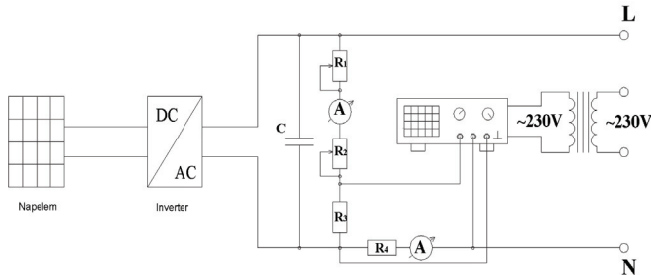 L
DC
AC
C
R1
A
R2
R3
R4
A
⊥
~230V
~230V
Napelem
Inverter
N